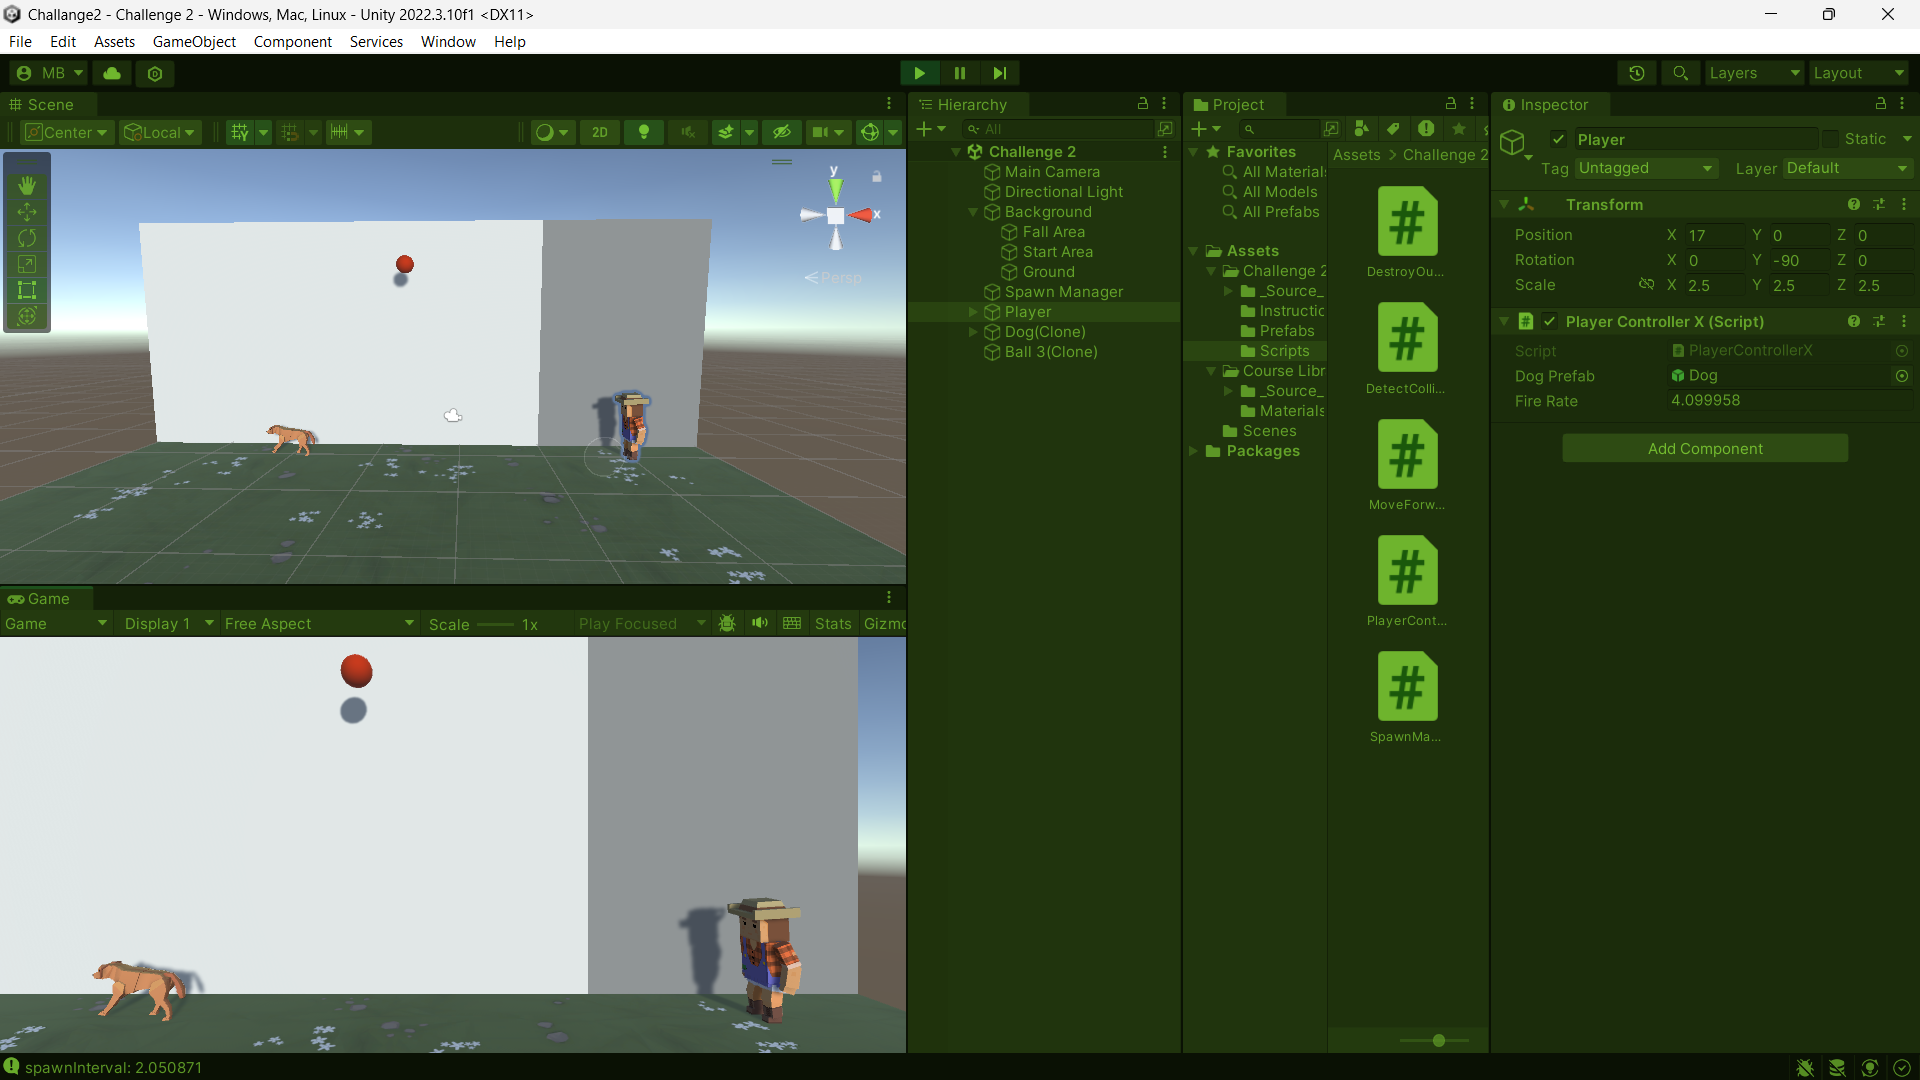 Challange2 - Challenge 2 - Windows, Mac, Linux - Unity 2022.3.10f1 <DX11>
File Edit Assets GameObject Component Services Window Help
MB
Layers
Layout
Scene
Center
Local
2D
y
x
Persp
Game
Game
Display 1
Free Aspect
Scale
1x
Play Focused
Stats
Gizmo
spawnInterval: 2.050871
Hierarchy
All
Challenge 2
Main Camera
Directional Light
Background
Fall Area
Start Area
Ground
Spawn Manager
Player
Dog(Clone)
Ball 3(Clone)
Project
Favorites
All Materials
All Models
All Prefabs
Assets
Challenge 2
_Source_
Instructic
Prefabs
Scripts
Course Libr
_Source_
Materials
Scenes
Packages
Assets > Challenge 2
DestroyOu...
DetectColli...
MoveForw...
PlayerCont...
SpawnMa...
Inspector
Player
Static
Tag Untagged
Layer Default
Transform
Position X 17 Y 0 Z 0
Rotation X 0 Y -90 Z 0
Scale X 2.5 Y 2.5 Z 2.5
Player Controller X (Script)
Script PlayerControllerX
Dog Prefab Dog
Fire Rate 4.099958
Add Component